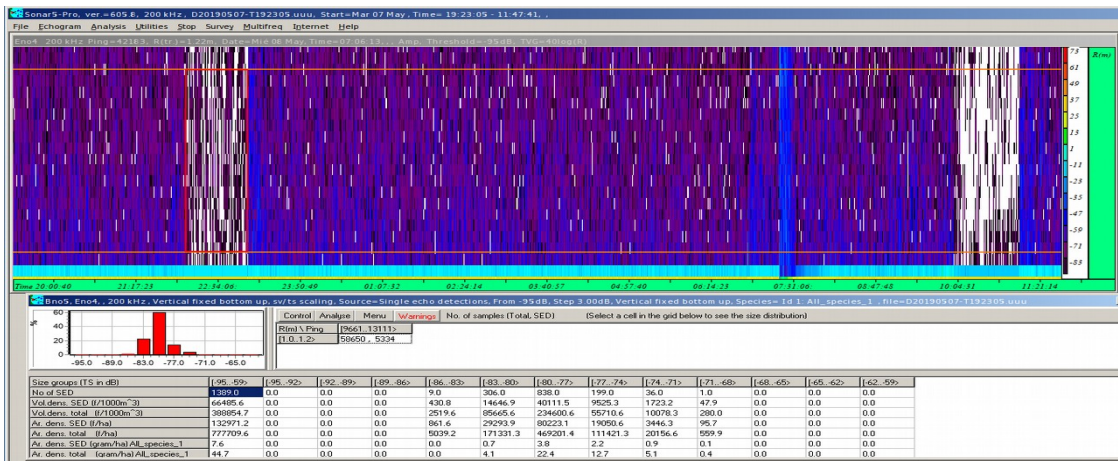 Sonar5-Pro, ver.=605.8, 200 kHz, D20190507-T192305.uuu, Start=Mar 07 May, Time= 19:23:05 - 11:47:41, ,
File Echogram Analysis Utilities Stop Survey Multifreq Internet Help
Eno4 200 kHz Ping=42183, R(tr)=1.22m, Date=Mié 08 May, Time=07:06:13, , , Amp, Threshold=-95dB, TVG=40log(R)
73 R(m)
61
49
37
25
13
1
-11
-23
-35
-47
-59
-71
-83
Time 20:00:40 21:17:23 22:34:06 23:50:49 01:07:32 02:24:14 03:40:57 04:57:40 06:14:23 07:31:06 08:47:48 10:04:31 11:21:14
Bno5, Eno4, , 200 kHz, Vertical fixed bottom up, sv/ts scaling, Source=Single echo detections, From -95dB, Step 3.00dB, Vertical fixed bottom up, Species= Id 1: All_species_1 . file=D20190507-T192305.uuu
Control Analyse Menu Warnings No. of samples (Total, SED) (Select a cell in the grid below to see the size distribution)
R(m) \ Ping [9661..13111>
[1.0..1.2> 58650 , 5334
%
60
40
20
0
-95.0 -89.0 -83.0 -77.0 -71.0 -65.0
Size groups (TS in dB) [-95..-59> [-95..-92> [-92..-89> [-89..-86> [-86..-83> [-83..-80> [-80..-77> [-77..-74> [-74..-71> [-71..-68> [-68..-65> [-65..-62> [-62..-59>
No of SED 1389.0 0.0 0.0 0.0 9.0 306.0 838.0 199.0 36.0 1.0 0.0 0.0 0.0
Vol.dens. SED (f/1000m^3) 66485.6 0.0 0.0 0.0 430.8 14646.9 40111.5 9525.3 1723.2 47.9 0.0 0.0 0.0
Vol.dens. total (f/1000m^3) 388854.7 0.0 0.0 0.0 2519.6 85665.6 234600.6 55710.6 10078.3 280.0 0.0 0.0 0.0
Ar. dens. SED (f/ha) 132971.2 0.0 0.0 0.0 861.6 29293.9 80223.1 19050.6 3446.3 95.7 0.0 0.0 0.0
Ar. dens. total (f/ha) 777709.6 0.0 0.0 0.0 5039.2 171331.3 469201.4 111421.3 20156.6 559.9 0.0 0.0 0.0
Ar. dens. SED (gram/ha) All_species_1 7.6 0.0 0.0 0.0 0.0 0.7 3.8 2.2 0.9 0.1 0.0 0.0 0.0
Ar. dens. total (gram/ha) All_species_1 44.7 0.0 0.0 0.0 0.0 4.1 22.4 12.7 5.1 0.4 0.0 0.0 0.0